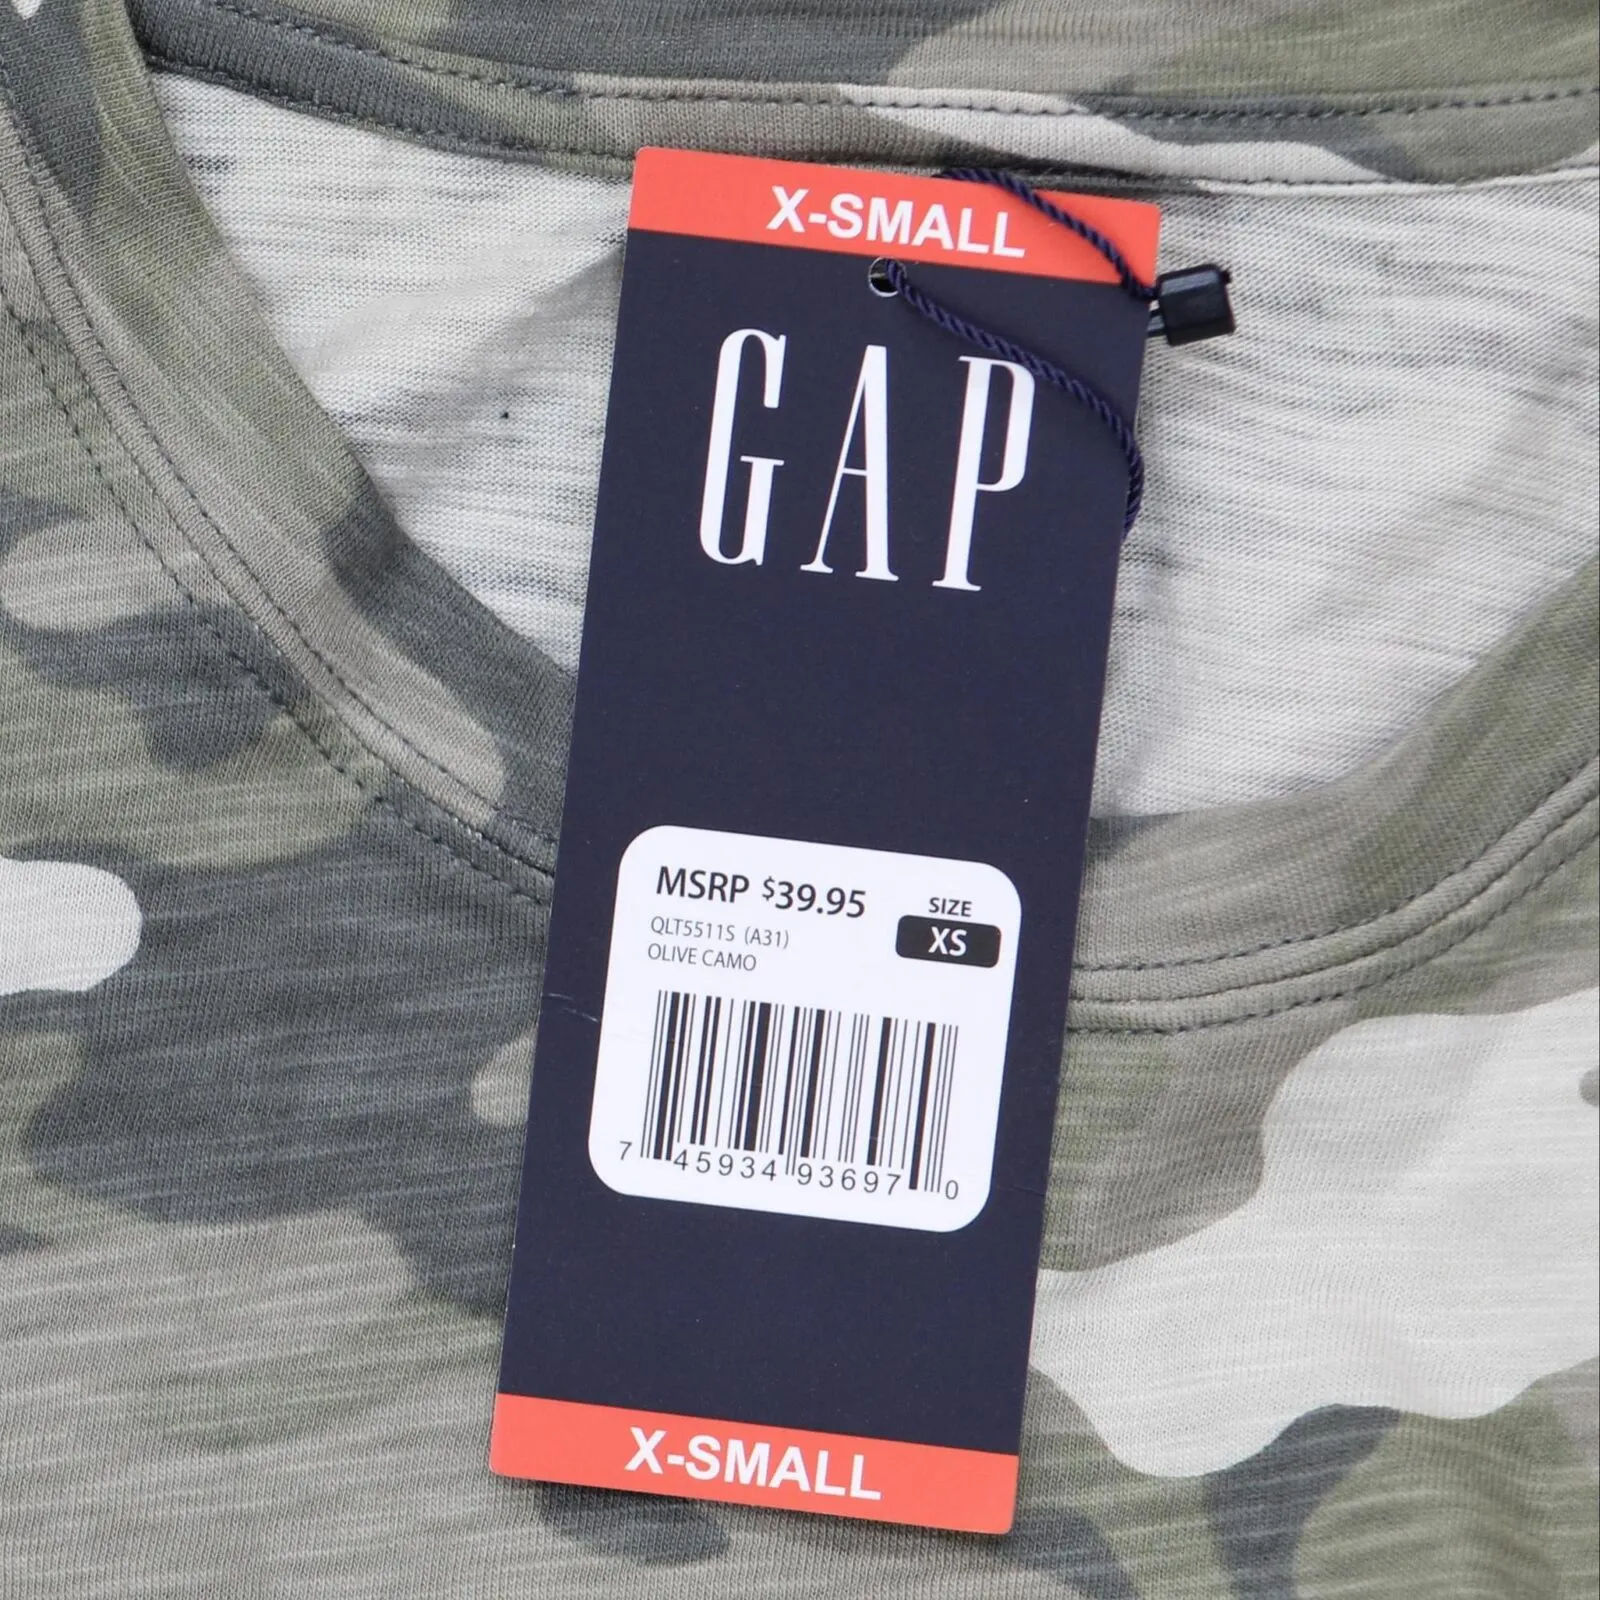 X-SMALL
GAP
MSRP $39.95
QLT5511S (A31)
OLIVE CAMO
SIZE
XS
7 45934 93697 0
X-SMALL